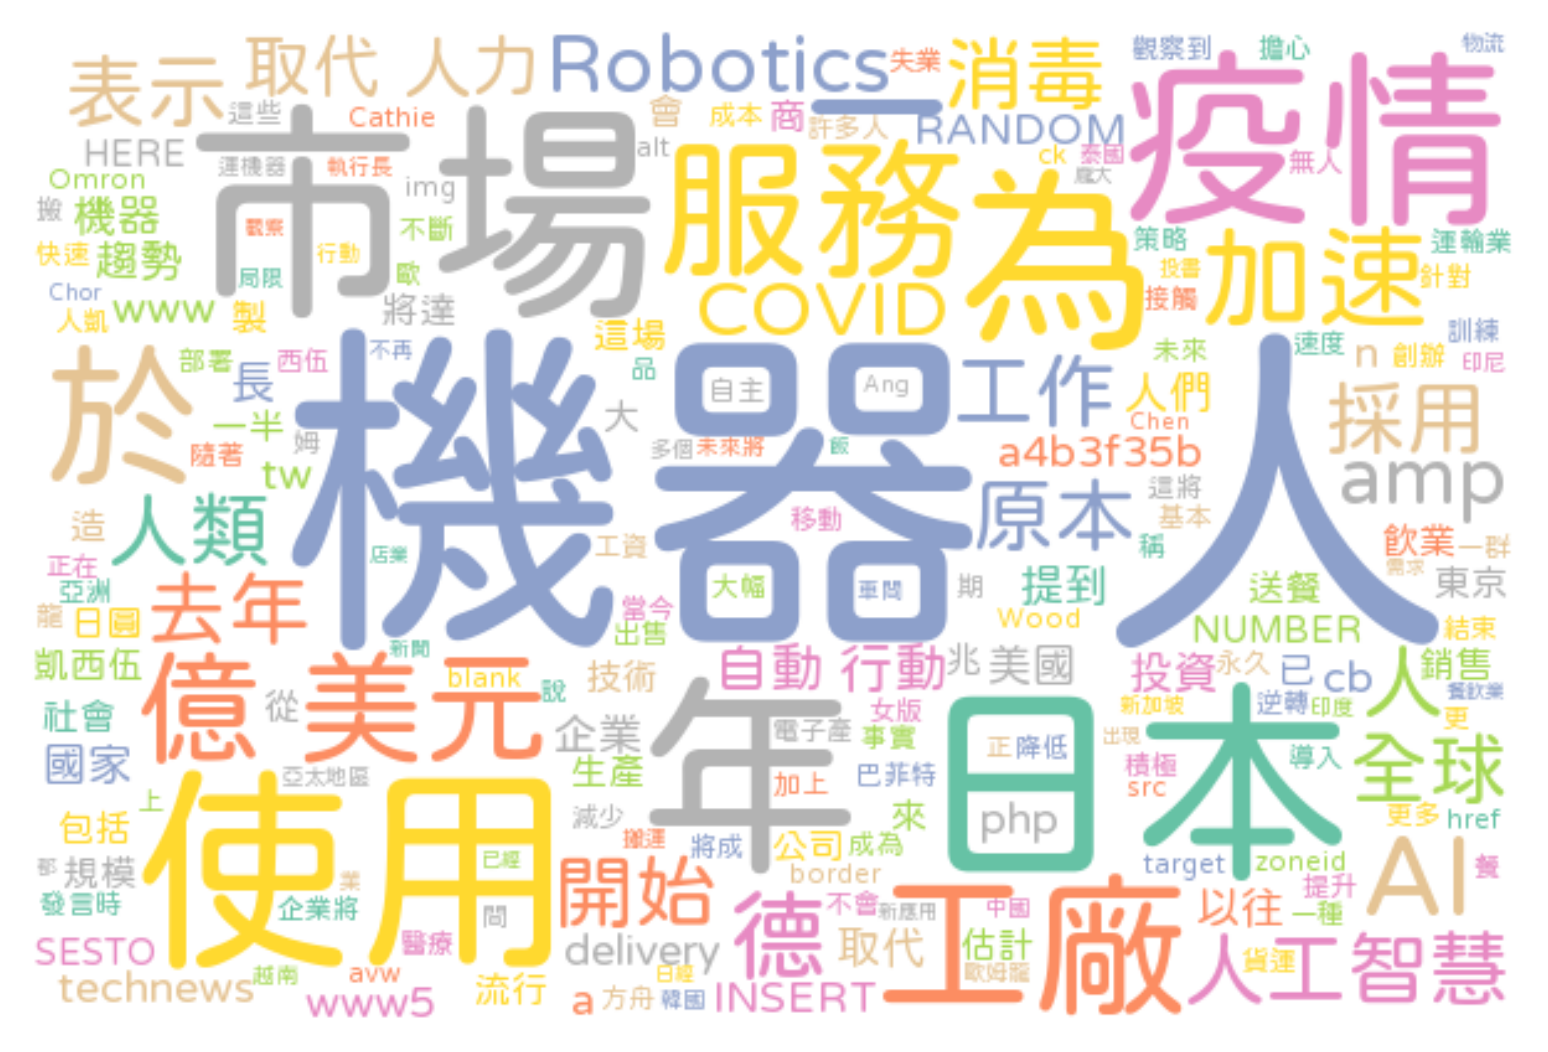 表示 取代 人力 Robotics_ 失業 消毒 觀察到 擔心 物流
這些 Cathie 會 成本 商 許多人 RANDOM 疫情
HERE 市場 alt 服務 為 ck 泰國 龐大 無人
Omron 運機器 執行長 img
搬 機器 觀察 不斷 策略 加速 運輸業
快速 趨勢 局限 行動 歐 投書 針對
Chor www 製 將達 COVID 接觸
人凱 這場 速度 訓練
於 部署 西伍 不再 品 工作 未來 n 創辦 印尼
長 機器人 自主 Ang 人們 採用
一半 姆 大 Chen
隨著 tw 多個 未來將 飯 a4b3f35b amp
造 人類 移動 原本 這將 基本 稱 飲業 一群
正在 店業 工資 需求
亞洲 去年 大幅 車間 期 提到 送餐 東京
龍 日圓 當今 Wood NUMBER 結束
凱西伍 新聞 出售 自動 行動 兆 美國 投資 永久 已 cb 人 銷售
億 美元 blank 說 技術 餐飲業
社會 從 女版 新加坡 逆轉 印度 更
國家 企業 年 電子產 事實 日本 正 降低 出現 導入 全球
亞太地區 生產 加上 巴菲特 積極
上 使用 減少 來 php src 更多 href
包括 搬運 將成 公司 成為 target zoneid
鄂 規模 已經 開始 border AI 餐
業 提升
發言時 企業將 間 德 不會 新應用 中國 工廠 以往 一種
SESTO 醫療 delivery 取代 估計 人工智慧
technews 越南 avw 流行 日經 歐姆龍 貨運
www5 a 方舟 韓國 INSERT